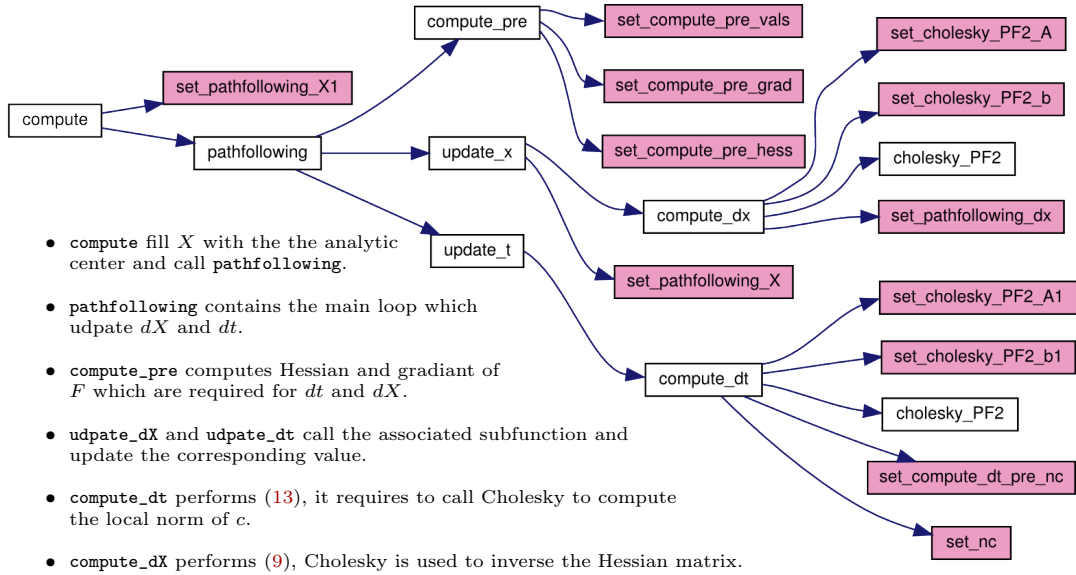 compute
set_pathfollowing_X1
pathfollowing
compute_pre
update_x
update_t
set_compute_pre_vals
set_compute_pre_grad
set_compute_pre_hess
compute_dx
set_pathfollowing_X
compute_dt
set_cholesky_PF2_A
set_cholesky_PF2_b
cholesky_PF2
set_pathfollowing_dx
set_cholesky_PF2_A1
set_cholesky_PF2_b1
cholesky_PF2
set_compute_dt_pre_nc
set_nc
• compute fill X with the the analytic
center and call pathfollowing.
• pathfollowing contains the main loop which
udpate dX and dt.
• compute_pre computes Hessian and gradiant of
F which are required for dt and dX.
• udpate_dX and udpate_dt call the associated subfunction and
update the corresponding value.
• compute_dt performs (13), it requires to call Cholesky to compute
the local norm of c.
• compute_dX performs (9), Cholesky is used to inverse the Hessian matrix.